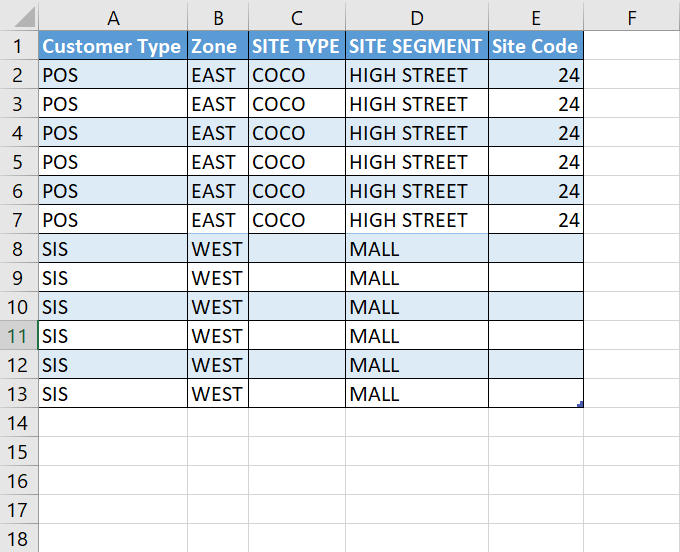 A B C D E F
1 Customer Type Zone SITE TYPE SITE SEGMENT Site Code
2 POS EAST COCO HIGH STREET 24
3 POS EAST COCO HIGH STREET 24
4 POS EAST COCO HIGH STREET 24
5 POS EAST COCO HIGH STREET 24
6 POS EAST COCO HIGH STREET 24
7 POS EAST COCO HIGH STREET 24
8 SIS WEST MALL
9 SIS WEST MALL
10 SIS WEST MALL
11 SIS WEST MALL
12 SIS WEST MALL
13 SIS WEST MALL
14
15
16
17
18